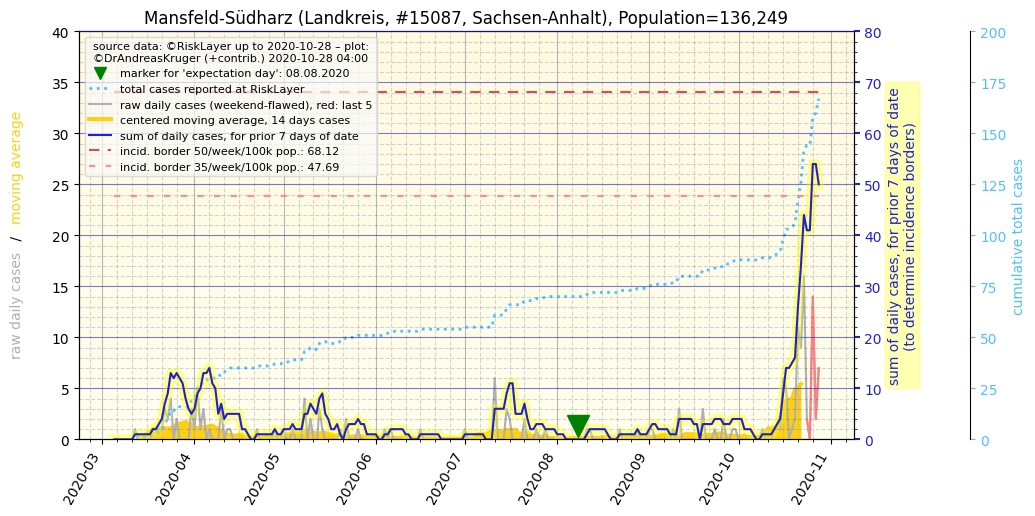 Mansfeld-Südharz (Landkreis, #15087, Sachsen-Anhalt), Population=136,249
source data: ©RiskLayer up to 2020-10-28 – plot:
©DrAndreasKruger (+contrib.) 2020-10-28 04:00
marker for 'expectation day': 08.08.2020
total cases reported at RiskLayer
raw daily cases (weekend-flawed), red: last 5
centered moving average, 14 days cases
sum of daily cases, for prior 7 days of date
incid. border 50/week/100k pop.: 68.12
incid. border 35/week/100k pop.: 47.69
raw daily cases / moving average
40
35
30
25
20
15
10
5
0
2020-03
2020-04
2020-05
2020-06
2020-07
2020-08
2020-09
2020-10
2020-11
80
70
60
50
40
30
20
10
0
sum of daily cases, for prior 7 days of date
(to determine incidence borders)
200
175
150
125
100
75
50
25
0
cumulative total cases